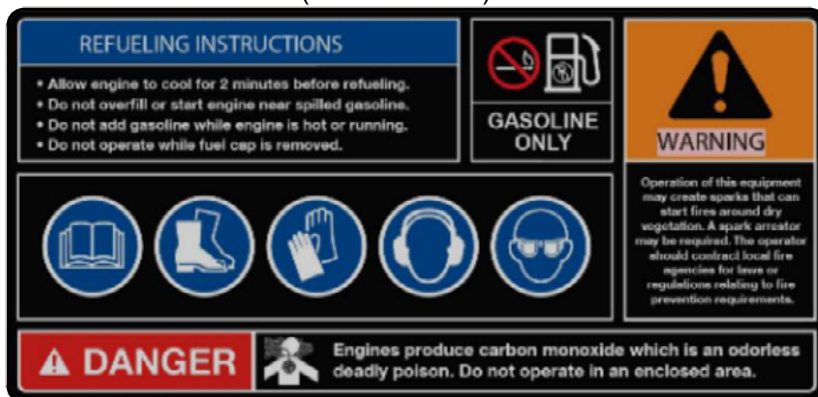 REFUELING INSTRUCTIONS
• Allow engine to cool for 2 minutes before refueling.
• Do not overfill or start engine near spilled gasoline.
• Do not add gasoline while engine is hot or running.
• Do not operate while fuel cap is removed.
GASOLINE
ONLY
WARNING
Operation of this equipment
may create sparks that can
start fires around dry
vegetation. A spark arrestor
may be required. The operator
should contract local fire
agencies for laws or
regulations relating to fire
prevention requirements.
DANGER
Engines produce carbon monoxide which is an odorless
deadly poison. Do not operate in an enclosed area.